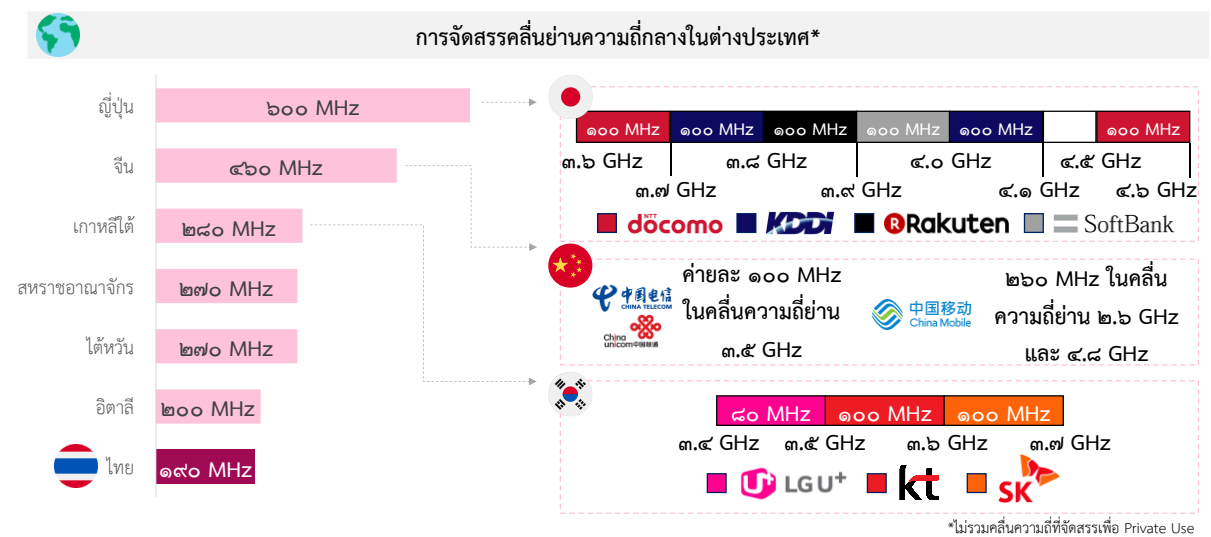 การจัดสรรคลื่นย่านความถี่กลางในต่างประเทศ*
ญี่ปุ่น
๖๐๐ MHz
จีน
๔๖๐ MHz
เกาหลีใต้
๒๘๐ MHz
สหราชอาณาจักร
๒๗๐ MHz
ไต้หวัน
๒๗๐ MHz
อิตาลี
๒๐๐ MHz
ไทย
๑๙๐ MHz
๑๐๐ MHz ๑๐๐ MHz ๑๐๐ MHz ๑๐๐ MHz ๑๐๐ MHz ๑๐๐ MHz
๓.๖ GHz ๓.๘ GHz ๔.๐ GHz ๔.๕ GHz
๓.๗ GHz ๓.๙ GHz ๔.๑ GHz ๔.๖ GHz
NTT docomo KDDI Rakuten SoftBank
中国电信
CHINA TELECOM
China unicom中国联通
ค่ายละ ๑๐๐ MHz
ในคลื่นความถี่ย่าน
๓.๕ GHz
中国移动
China Mobile
๒๖๐ MHz ในคลื่น
ความถี่ย่าน ๒.๖ GHz
และ ๔.๘ GHz
๘๐ MHz ๑๐๐ MHz ๑๐๐ MHz
๓.๔ GHz ๓.๕ GHz ๓.๖ GHz ๓.๗ GHz
U+ LG U+ kt SK
*ไม่รวมคลื่นความถี่ที่จัดสรรเพื่อ Private Use